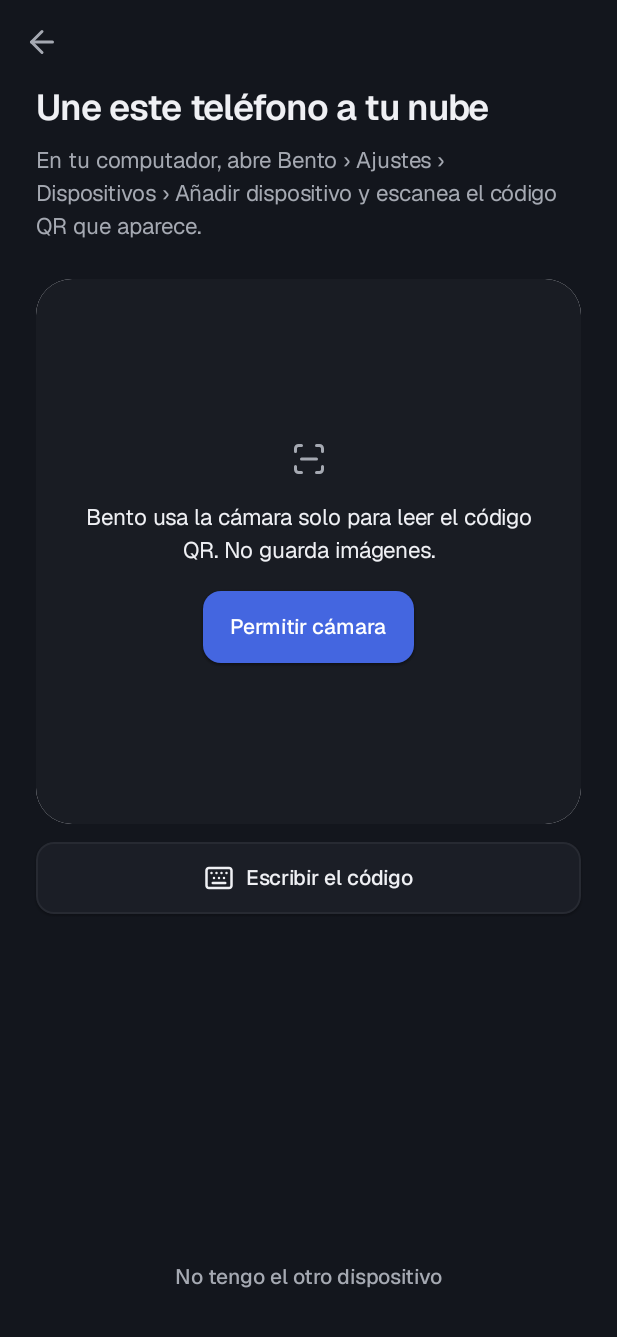 Une este teléfono a tu nube
En tu computador, abre Bento › Ajustes ›
Dispositivos › Añadir dispositivo y escanea el código
QR que aparece.
Bento usa la cámara solo para leer el código
QR. No guarda imágenes.
Permitir cámara
Escribir el código
No tengo el otro dispositivo